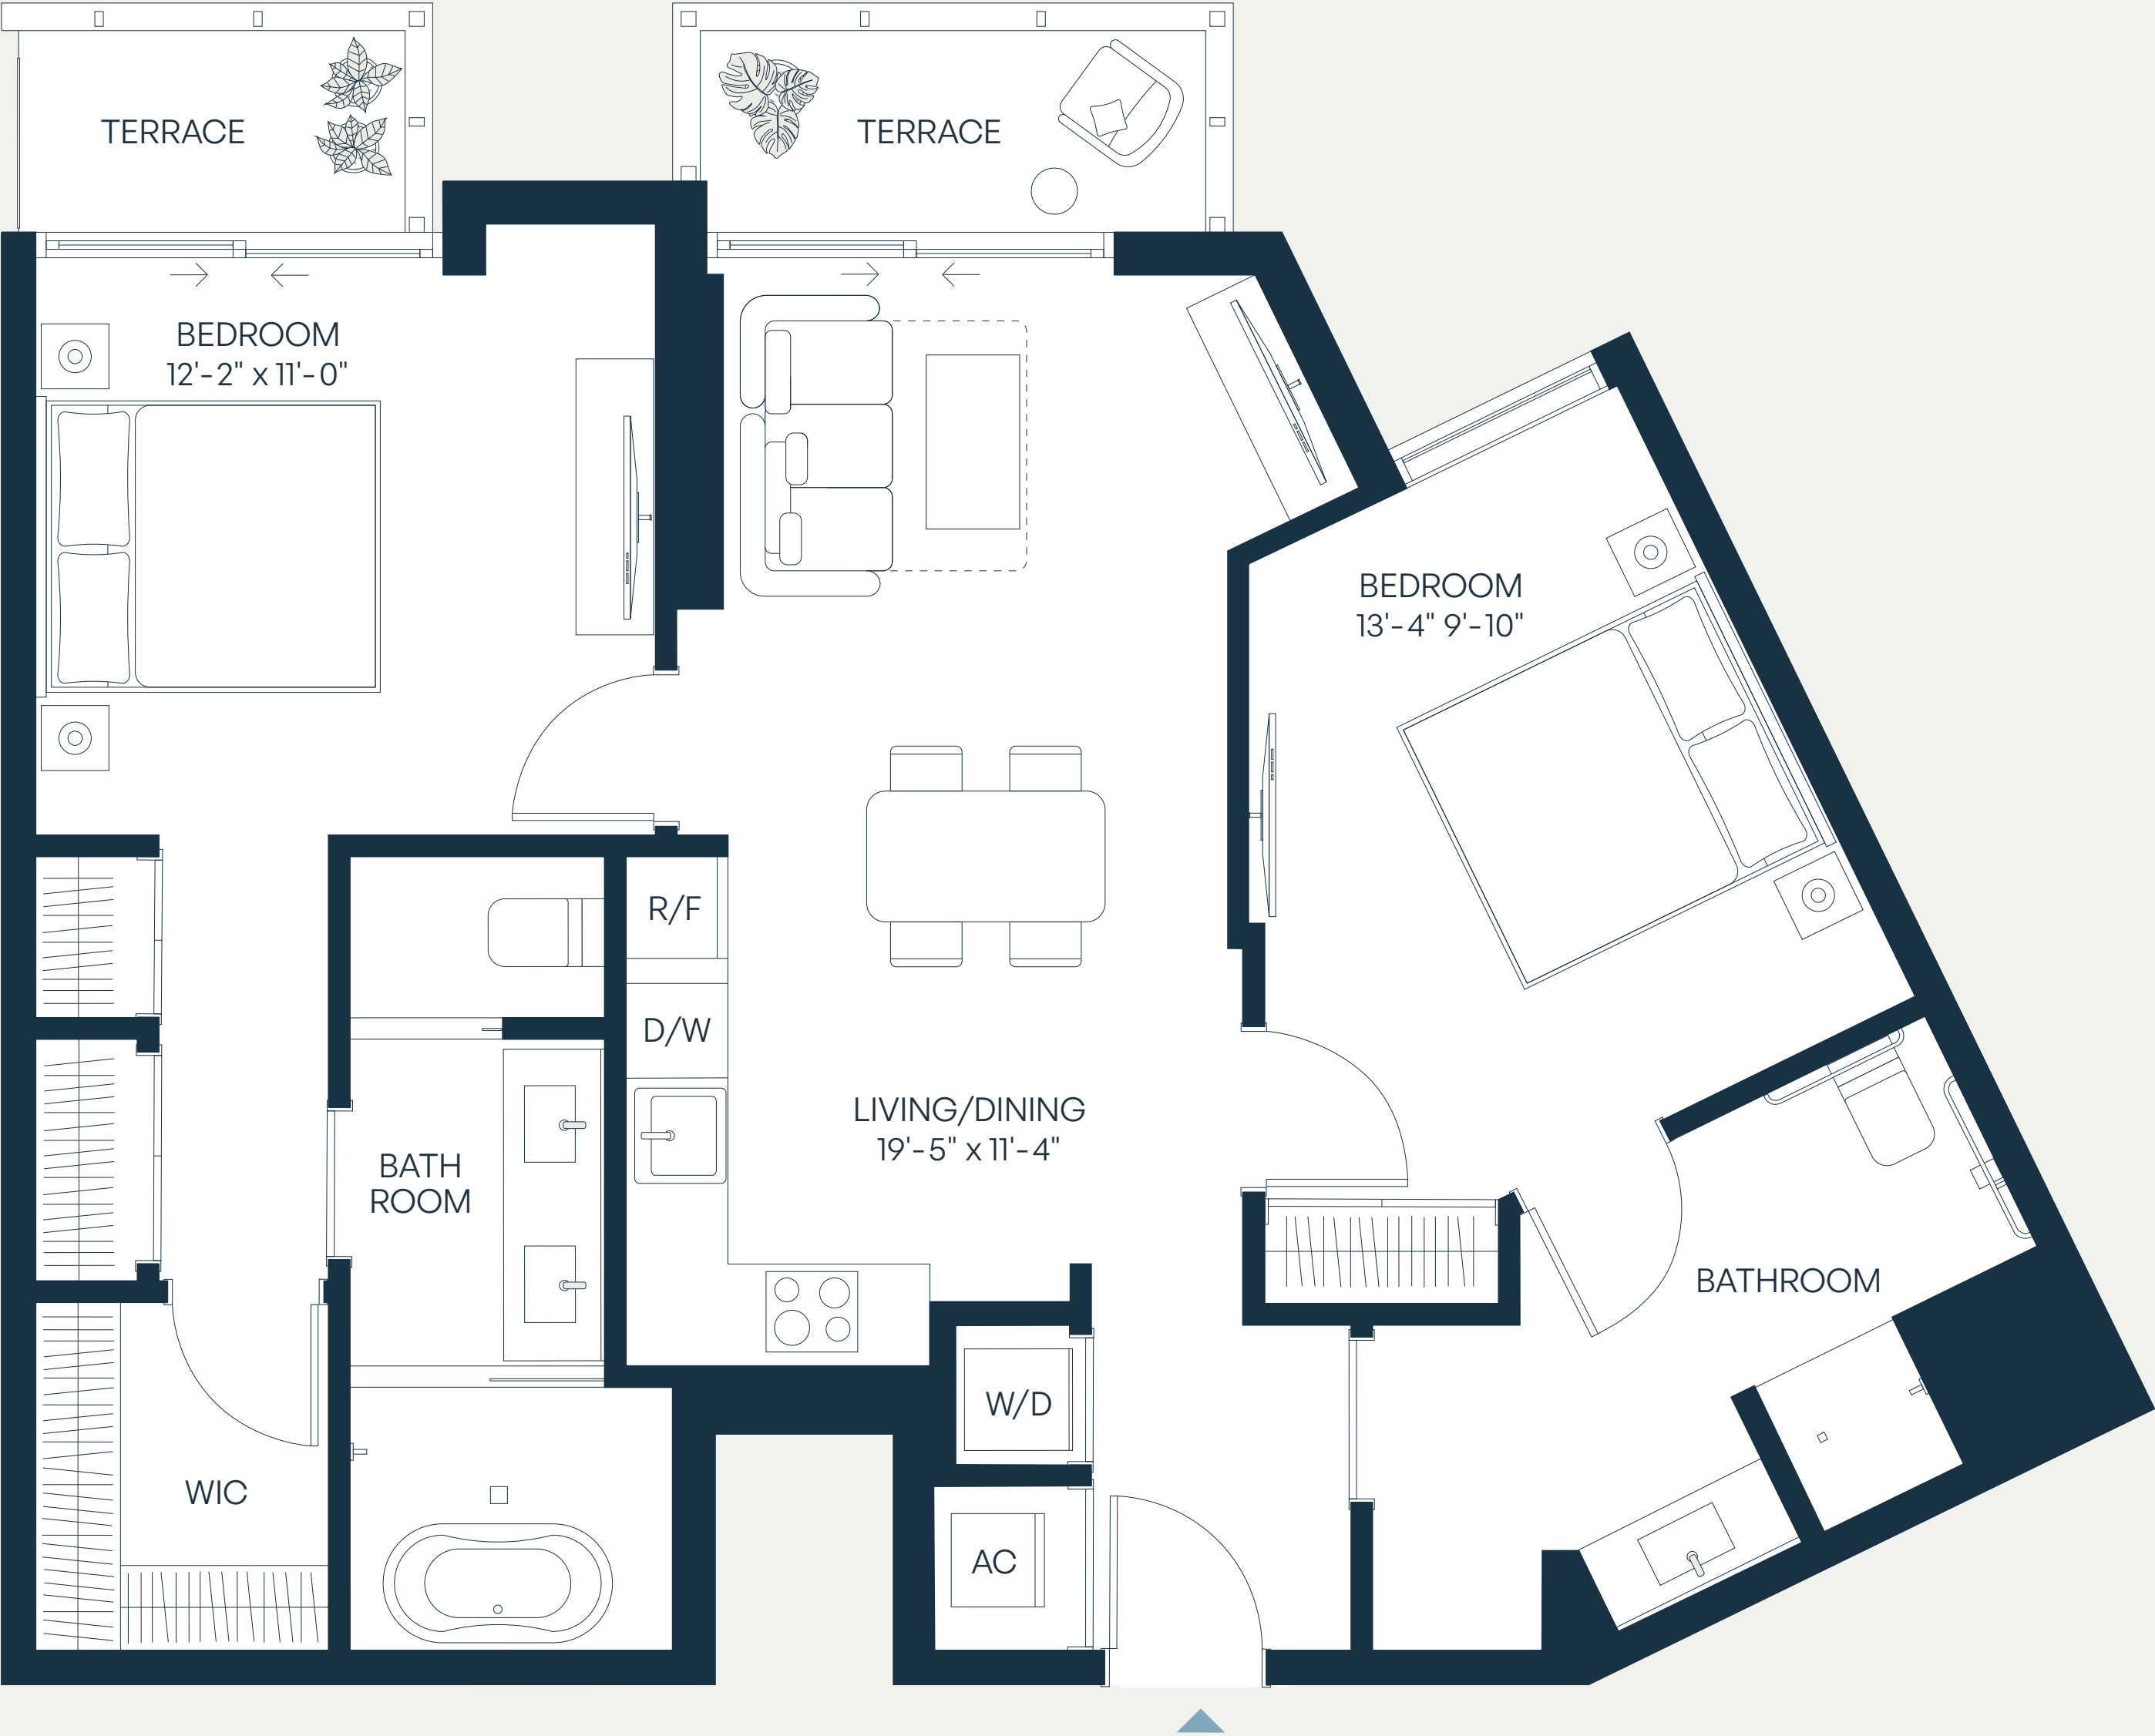 TERRACE
TERRACE
BEDROOM
12'-2" x 11'-0"
BEDROOM
13'-4" 9'-10"
R/F
D/W
LIVING/DINING
19'-5" x 11'-4"
BATH
ROOM
BATHROOM
W/D
WIC
AC